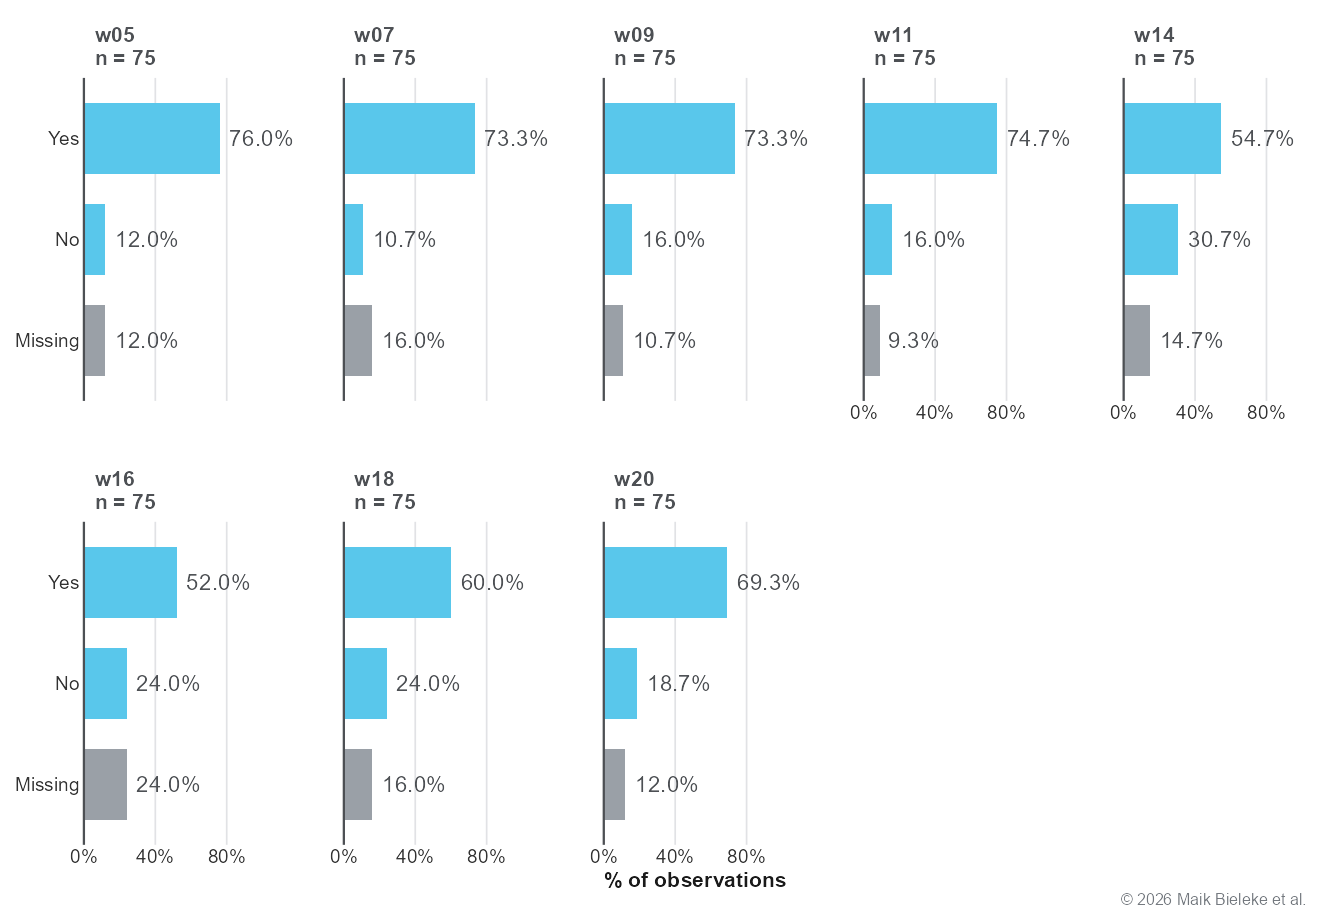 w05
n = 75
w07
n = 75
w09
n = 75
w11
n = 75
w14
n = 75
Yes 76.0% 73.3% 73.3% 74.7% 54.7%
No 12.0% 10.7% 16.0% 16.0% 30.7%
Missing 12.0% 16.0% 10.7% 9.3% 14.7%
0% 40% 80% 0% 40% 80%
w16
n = 75
w18
n = 75
w20
n = 75
Yes 52.0% 60.0% 69.3%
No 24.0% 24.0% 18.7%
Missing 24.0% 16.0% 12.0%
0% 40% 80% 0% 40% 80% 0% 40% 80%
% of observations
© 2026 Maik Bieleke et al.